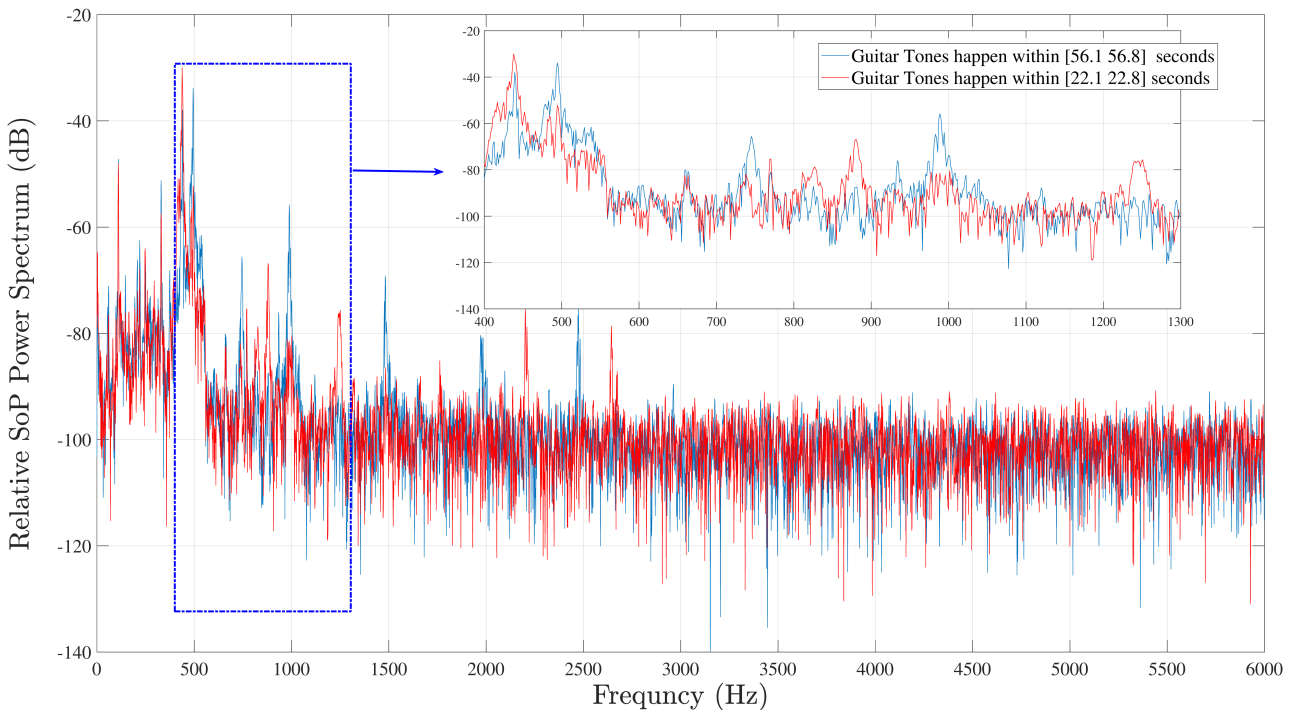 Relative SoP Power Spectrum (dB)
-20
-40
-60
-80
-100
-120
-140
0 500 1000 1500 2000 2500 3000 3500 4000 4500 5000 5500 6000
Frequncy (Hz)
-20
-40
-60
-80
-100
-120
-140
400 500 600 700 800 900 1000 1100 1200 1300
Guitar Tones happen within [56.1 56.8] seconds
Guitar Tones happen within [22.1 22.8] seconds